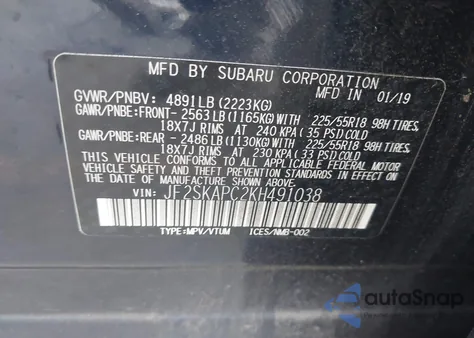 MFD BY SUBARU CORPORATION
GVWR/PNBV: 4891LB (2223KG) MFD IN 01/19
GAWR/PNBE: FRONT- 2563LB (1165KG) WITH 225/55R18 98H TIRES,
18X7J RIMS AT 240 KPA (35 PSI) COLD.
GAWR/PNBE: REAR - 2486LB (1130KG) WITH 225/55R18 98H TIRES,
18X7J RIMS AT 230 KPA (33 PSI) COLD.
THIS VEHICLE CONFORMS TO ALL APPLICABLE FEDERAL MOTOR
VEHICLE SAFETY, BUMPER, AND THEFT PREVENTION STANDARDS IN
EFFECT ON THE DATE OF MANUFACTURE SHOWN ABOVE.
VIN: JF2SKAPC2KH491038
TYPE:MPV/VTUM ICES/NMB-002
autoSnap